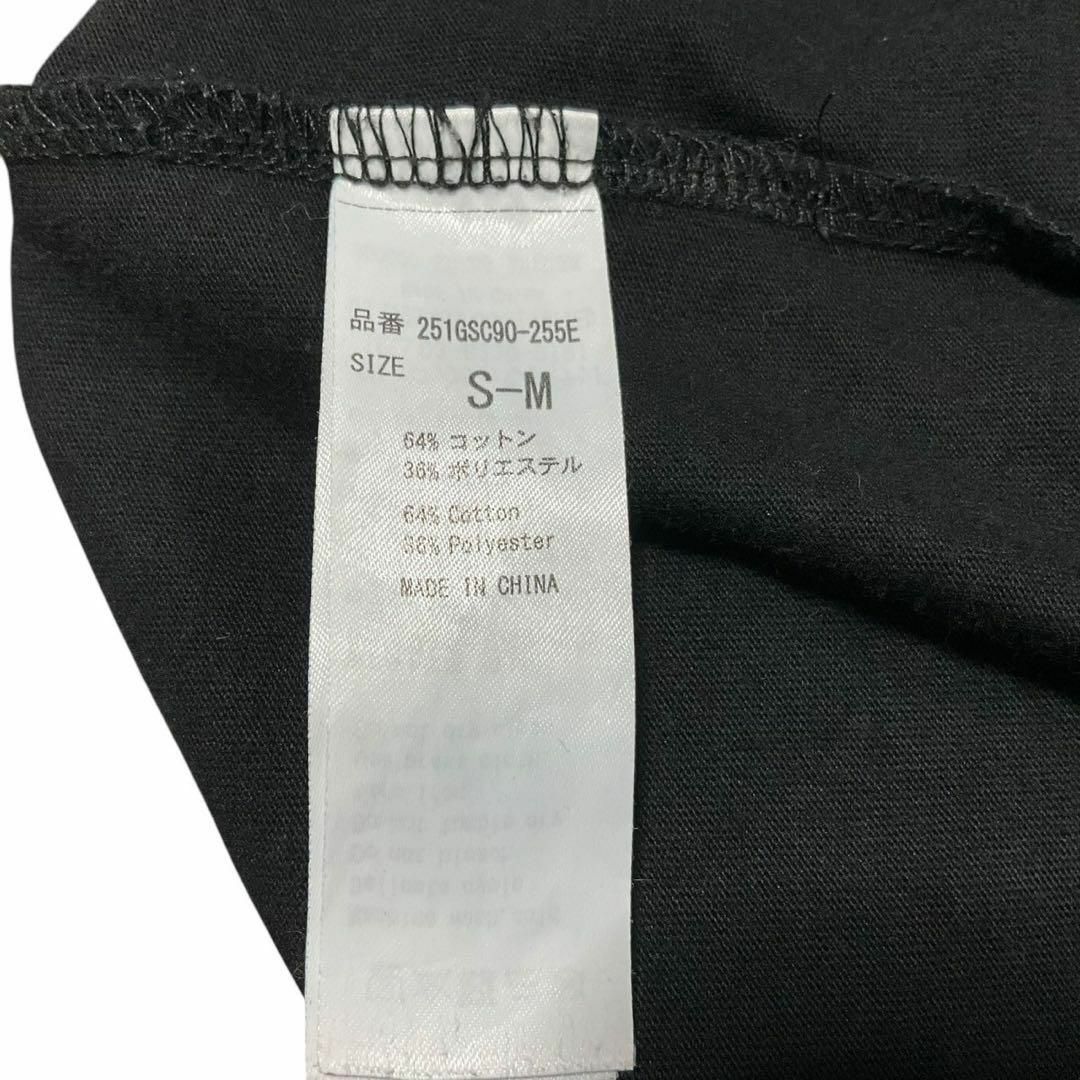 品番 251GSC90-255E
SIZE
S-M
64% コットン
36% ポリエステル
64% Cotton
36% Polyester
MADE IN CHINA